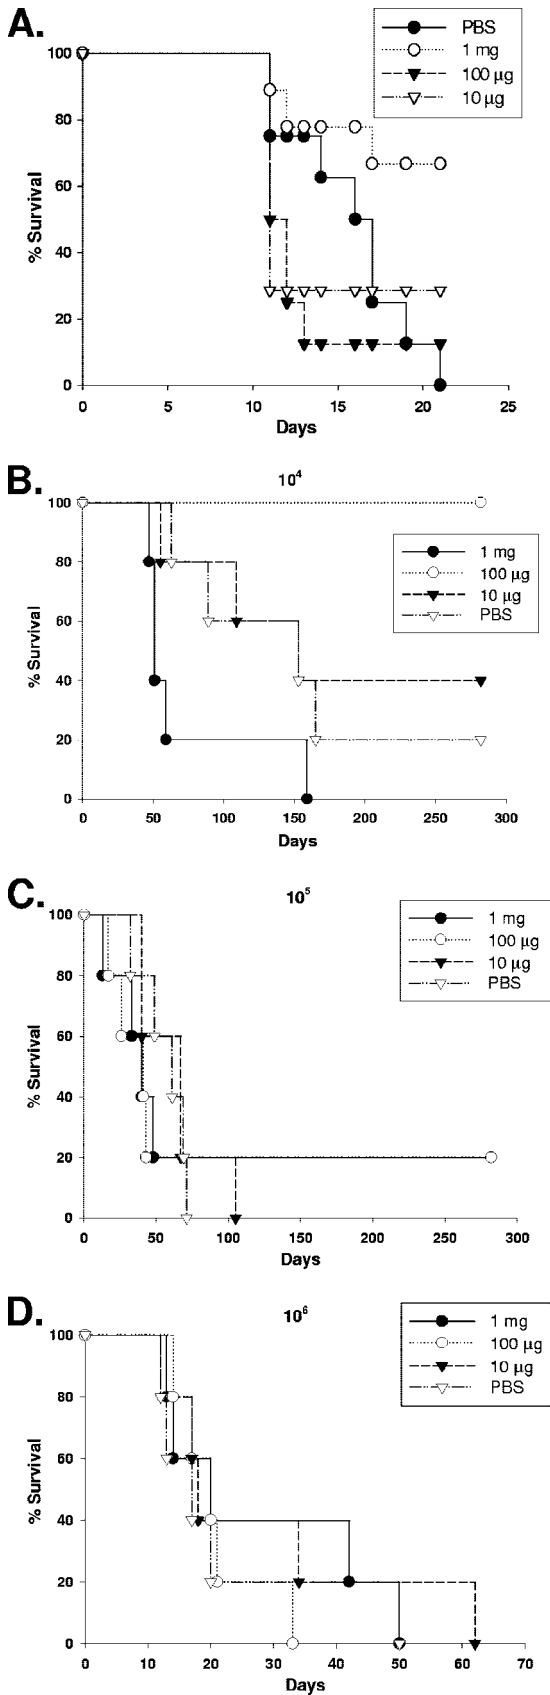 A.
PBS
1 mg
100 µg
10 µg
100
80
60
40
20
0
% Survival
0 5 10 15 20 25
Days
B.
10⁴
1 mg
100 µg
10 µg
PBS
100
80
60
40
20
0
% Survival
0 50 100 150 200 250 300
Days
C.
10⁵
1 mg
100 µg
10 µg
PBS
100
80
60
40
20
0
% Survival
0 50 100 150 200 250 300
Days
D.
10⁶
1 mg
100 µg
10 µg
PBS
100
80
60
40
20
0
% Survival
0 10 20 30 40 50 60 70
Days